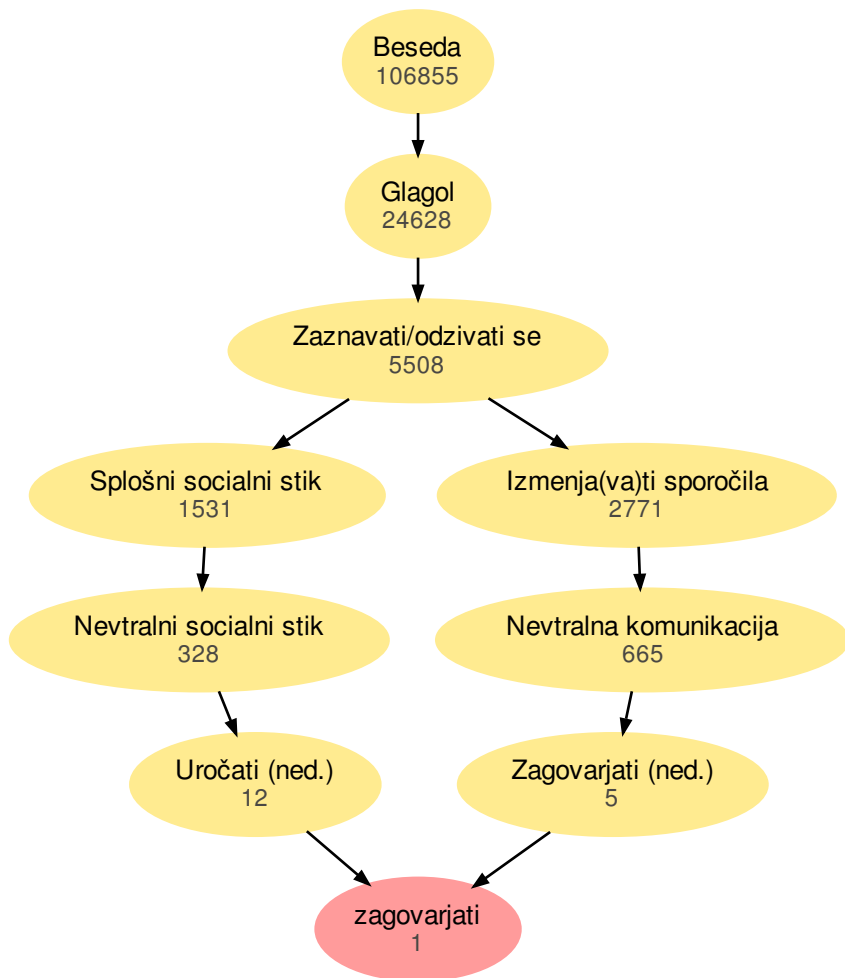 Beseda
106855
Glagol
24628
Zaznavati/odzivati se
5508
Splošni socialni stik
1531
Izmenja(va)ti sporočila
2771
Nevtralni socialni stik
328
Nevtralna komunikacija
665
Uročati (ned.)
12
Zagovarjati (ned.)
5
zagovarjati
1